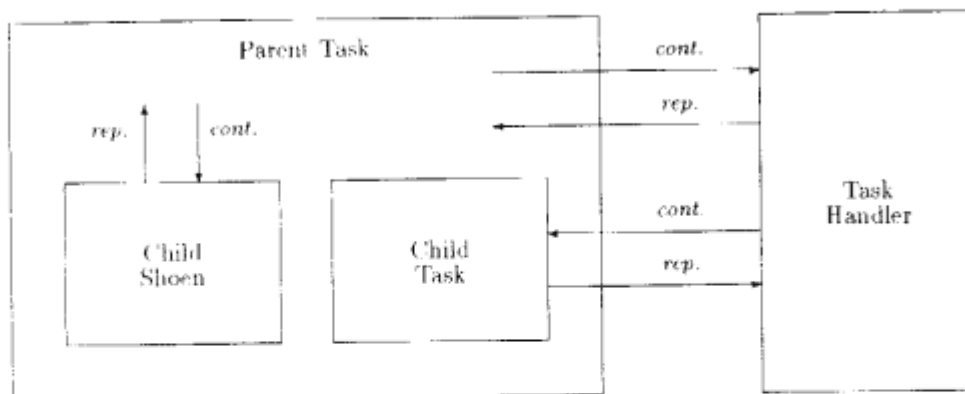 Parent Task
cont.
rep.
rep.
cont.
Child
Shoen
Child
Task
cont.
rep.
Task
Handler